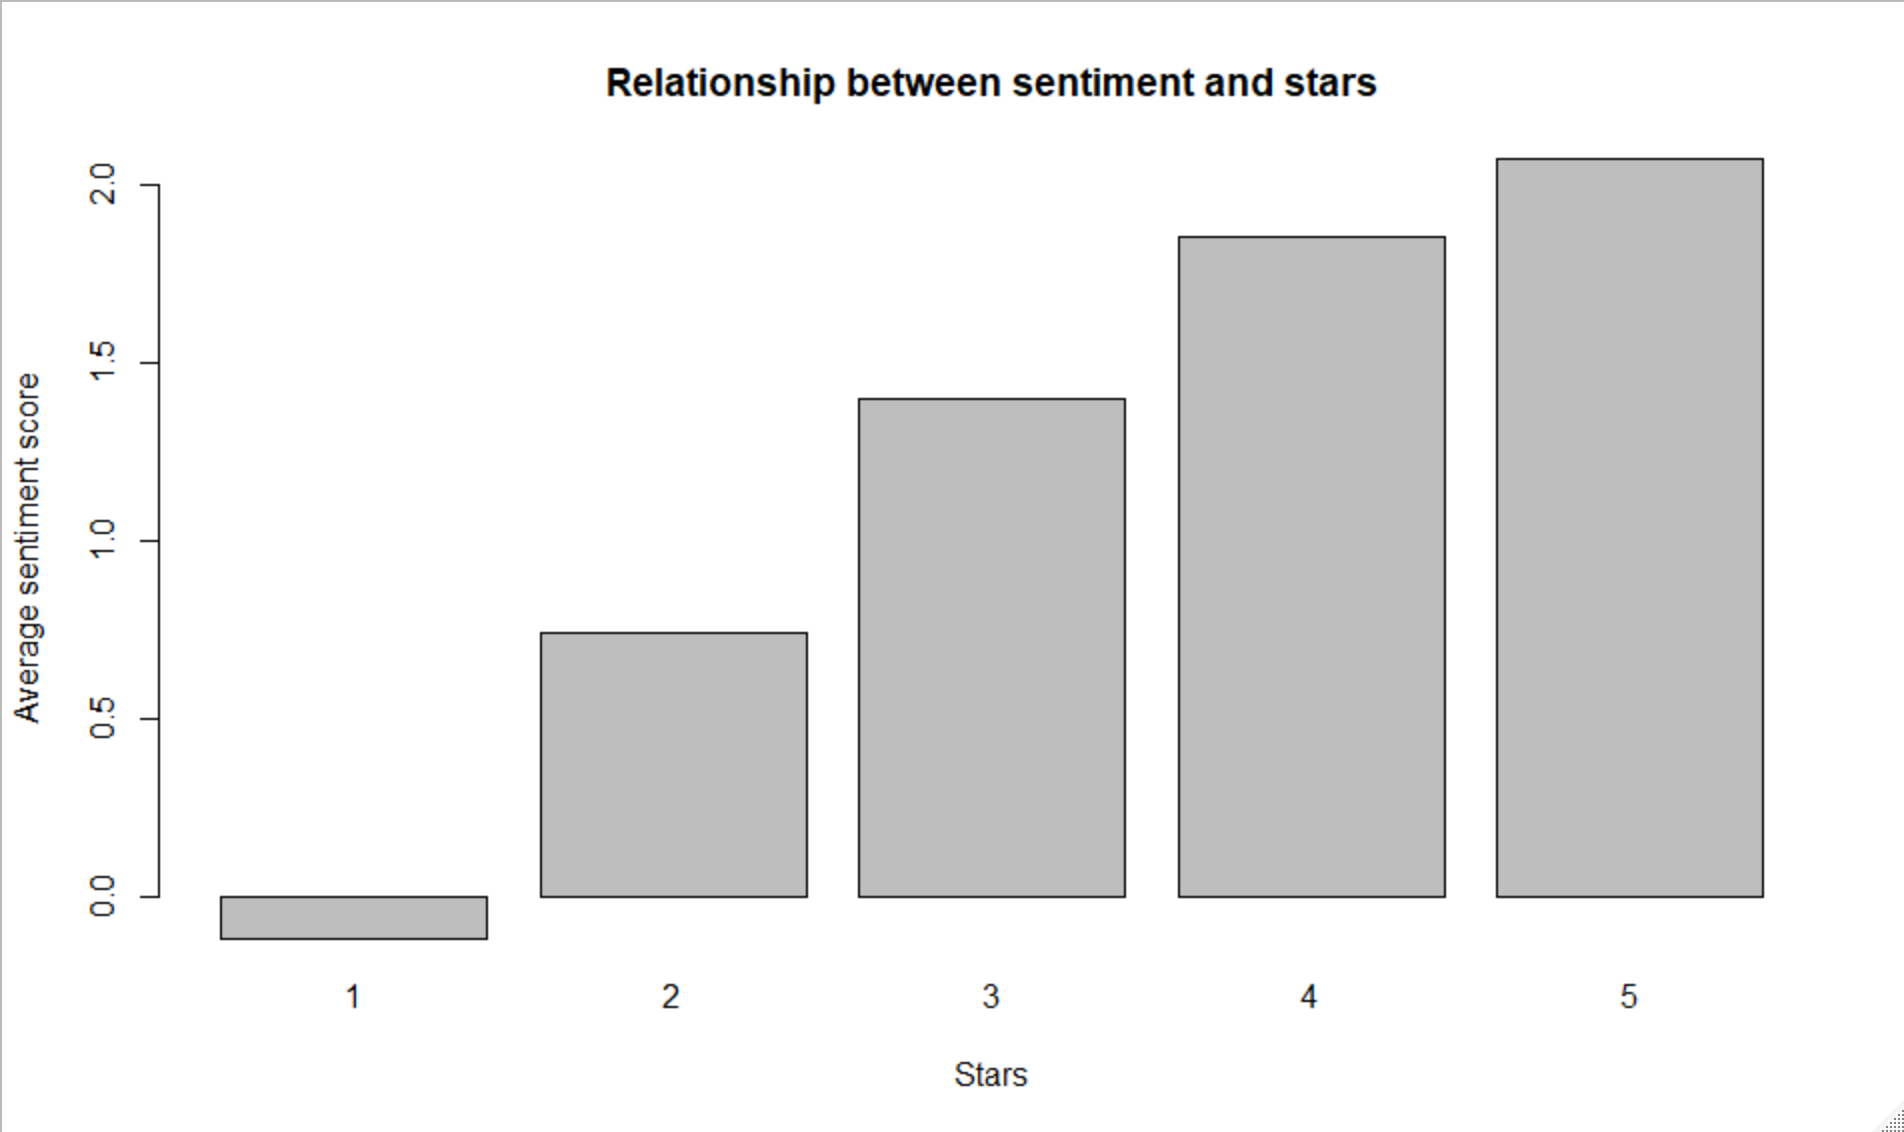 Relationship between sentiment and stars
Average sentiment score
2.0
1.5
1.0
0.5
0.0
1 2 3 4 5
Stars